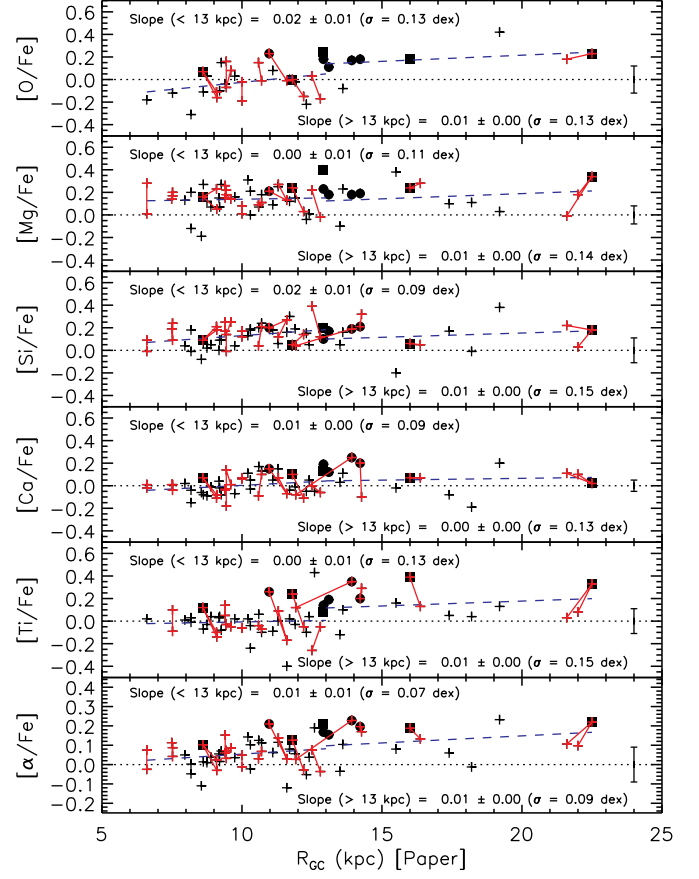 Slope (< 13 kpc) = 0.02 ± 0.01 (σ = 0.13 dex)
0.6
0.4
0.2
0.0
−0.2
−0.4
[O/Fe]
Slope (> 13 kpc) = 0.01 ± 0.00 (σ = 0.13 dex)
Slope (< 13 kpc) = 0.00 ± 0.01 (σ = 0.11 dex)
0.6
0.4
0.2
0.0
−0.2
−0.4
[Mg/Fe]
Slope (> 13 kpc) = 0.01 ± 0.00 (σ = 0.14 dex)
Slope (< 13 kpc) = 0.02 ± 0.01 (σ = 0.09 dex)
0.6
0.4
0.2
0.0
−0.2
−0.4
[Si/Fe]
Slope (> 13 kpc) = 0.01 ± 0.00 (σ = 0.15 dex)
Slope (< 13 kpc) = 0.01 ± 0.00 (σ = 0.09 dex)
0.6
0.4
0.2
0.0
−0.2
−0.4
[Ca/Fe]
Slope (> 13 kpc) = 0.00 ± 0.00 (σ = 0.13 dex)
Slope (< 13 kpc) = 0.00 ± 0.01 (σ = 0.13 dex)
0.6
0.4
0.2
0.0
−0.2
−0.4
[Ti/Fe]
Slope (> 13 kpc) = 0.01 ± 0.00 (σ = 0.15 dex)
Slope (< 13 kpc) = 0.01 ± 0.01 (σ = 0.07 dex)
0.4
0.3
0.2
0.1
0.0
−0.1
−0.2
[α/Fe]
Slope (> 13 kpc) = 0.01 ± 0.00 (σ = 0.09 dex)
5 10 15 20 25
R_GC (kpc) [Paper]